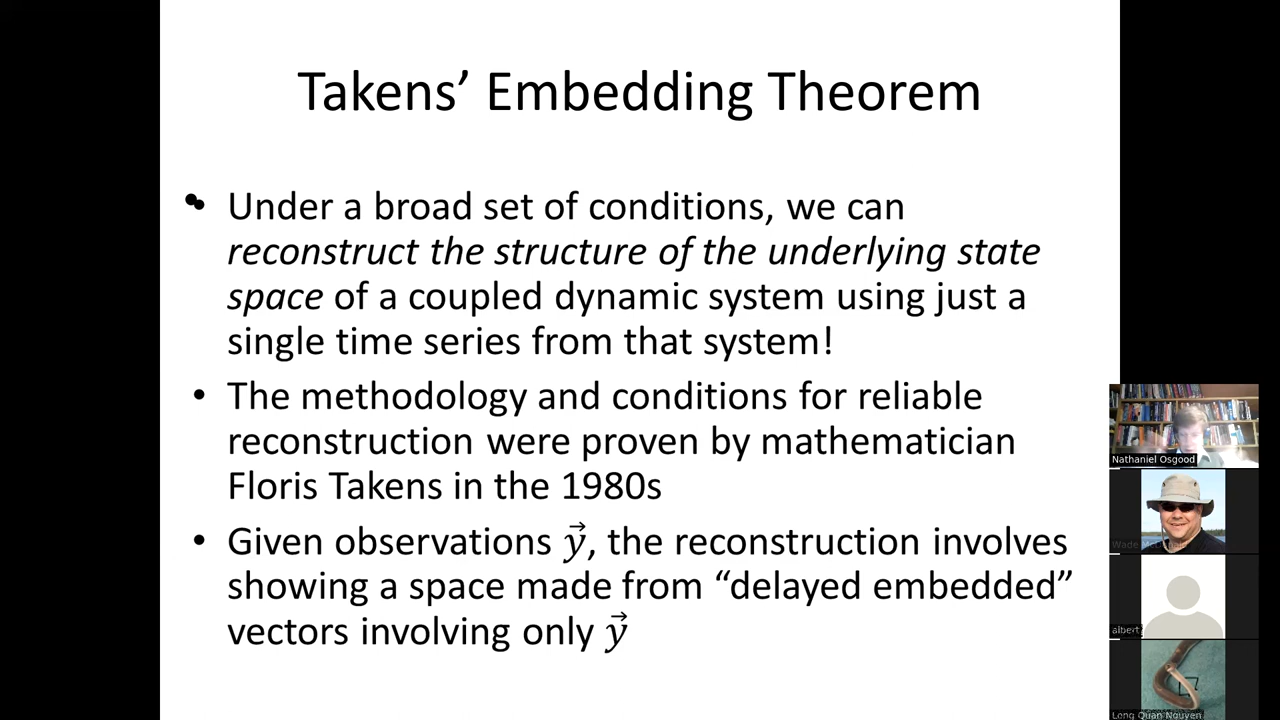 Takens’ Embedding Theorem
• Under a broad set of conditions, we can
reconstruct the structure of the underlying state
space of a coupled dynamic system using just a
single time series from that system!
• The methodology and conditions for reliable
reconstruction were proven by mathematician
Floris Takens in the 1980s
• Given observations y⃗, the reconstruction involves
showing a space made from “delayed embedded”
vectors involving only y⃗
Nathaniel Osgood
Wade
albert
Long Quan Nguyen